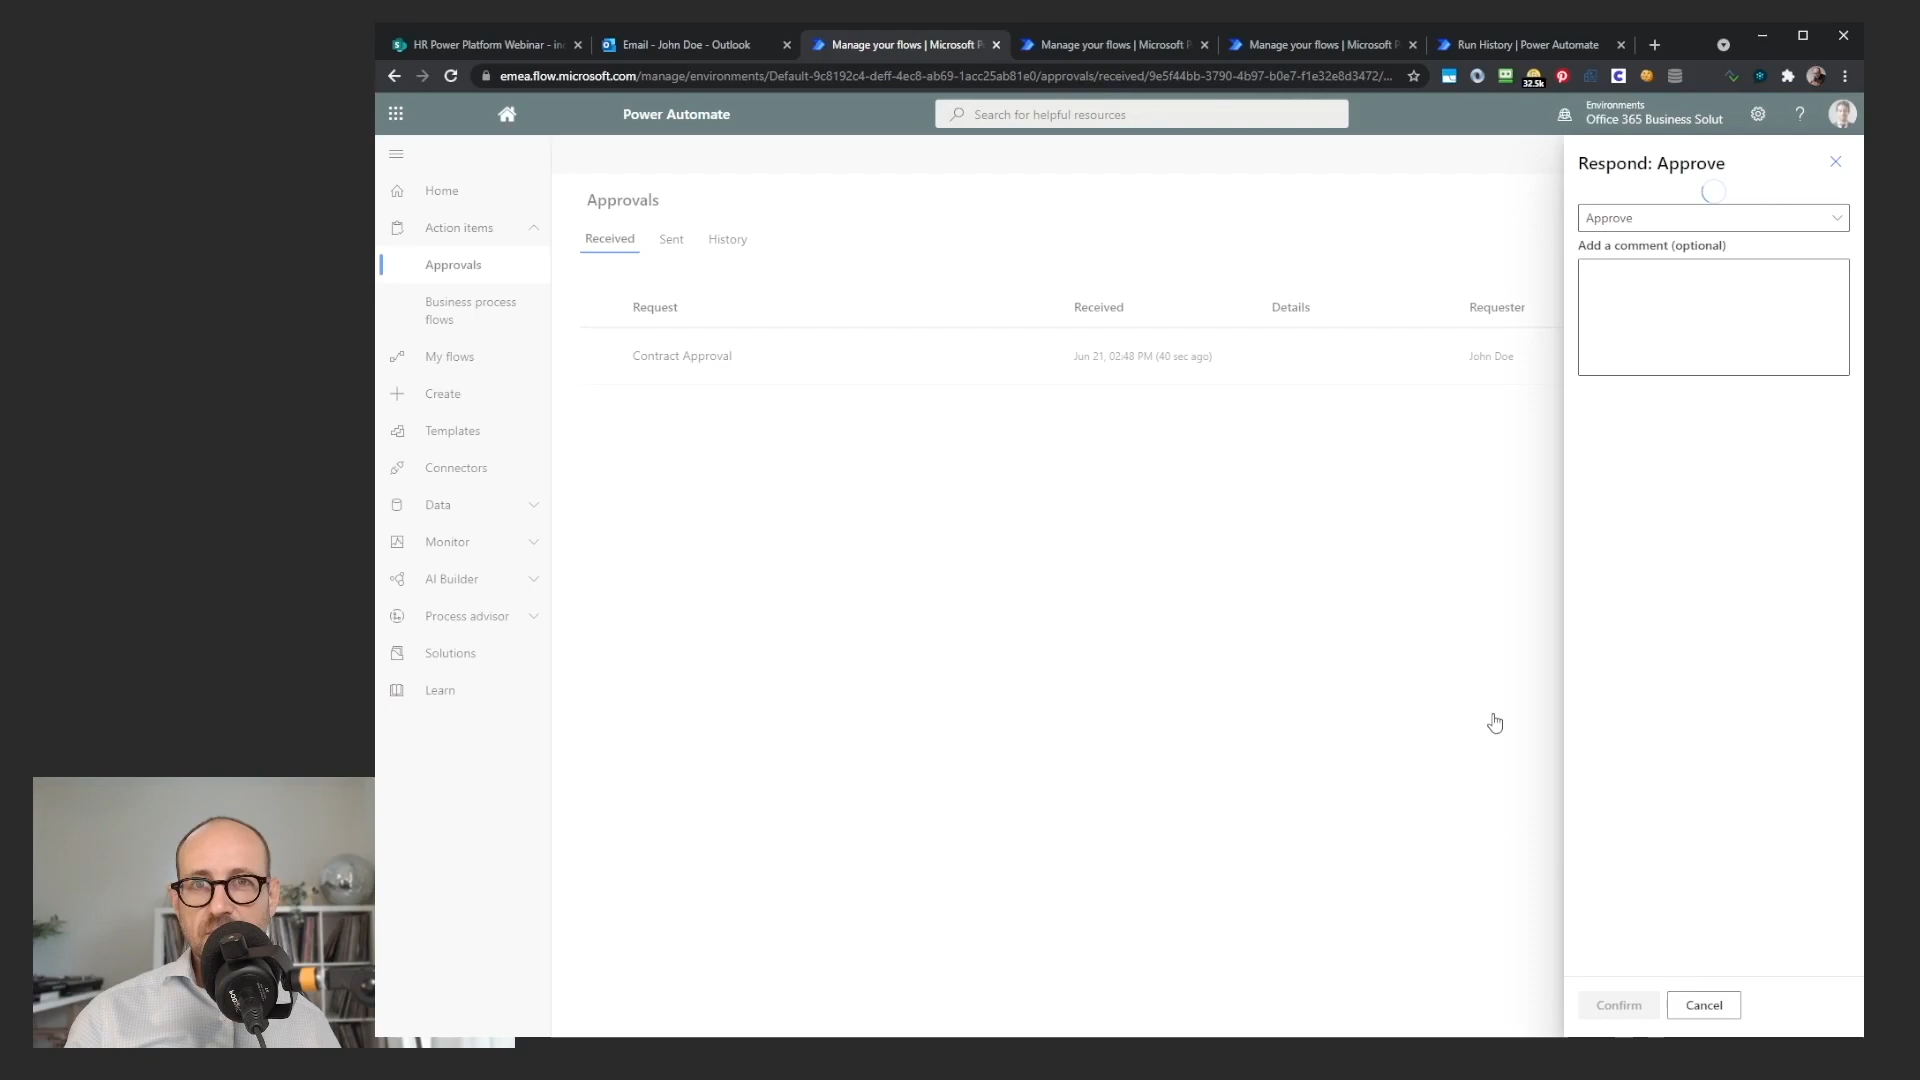 HR Power Platform Webinar - in
Email - John Doe - Outlook
Manage your flows | Microsoft P
Manage your flows | Microsoft P
Manage your flows | Microsoft P
Run History | Power Automate
emea.flow.microsoft.com/manage/environments/Default-9c8192c4-deff-4ec8-ab69-1acc25ab81e0/approvals/received/9e5f44bb-3790-4b97-b0e7-f1e32e8d3472/...
32.5k
Power Automate
Search for helpful resources
Environments
Office 365 Business Solut
Home
Action items
Approvals
Business process
flows
My flows
Create
Templates
Connectors
Data
Monitor
AI Builder
Process advisor
Solutions
Learn
Approvals
Received
Sent
History
Request
Received
Details
Requester
Contract Approval
Jun 21, 02:48 PM (40 sec ago)
John Doe
Respond: Approve
Approve
Add a comment (optional)
Confirm
Cancel